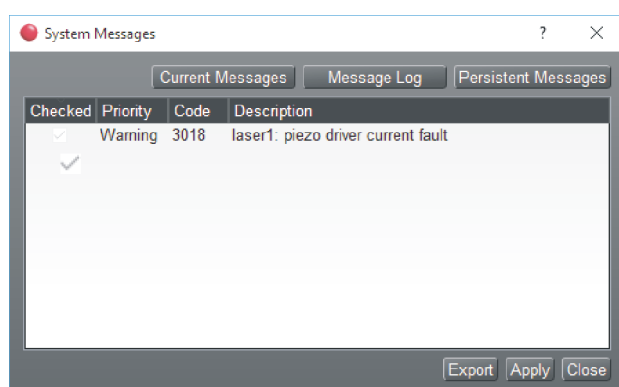 System Messages
Current Messages Message Log Persistent Messages
Checked Priority Code Description
Warning 3018 laser1: piezo driver current fault
Export Apply Close